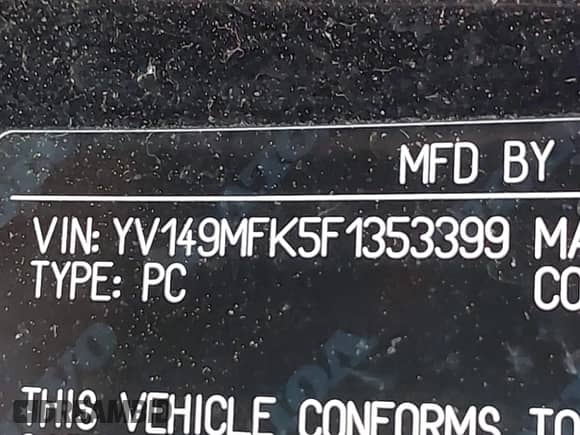 MFD BY
VIN: YV149MFK5F1353399 MA
TYPE: PC CO
THIS VEHICLE CONFORMS TO